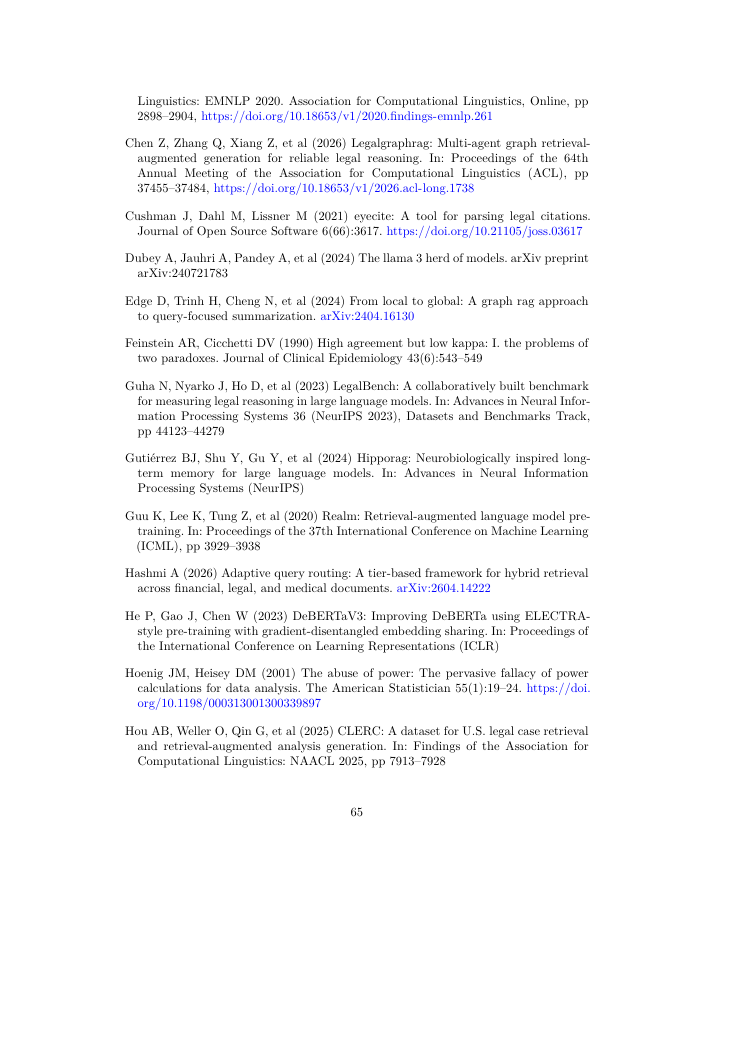 Linguistics: EMNLP 2020. Association for Computational Linguistics, Online, pp
2898–2904, https://doi.org/10.18653/v1/2020.findings-emnlp.261
Chen Z, Zhang Q, Xiang Z, et al (2026) Legalgraphrag: Multi-agent graph retrieval-
augmented generation for reliable legal reasoning. In: Proceedings of the 64th
Annual Meeting of the Association for Computational Linguistics (ACL), pp
37455–37484, https://doi.org/10.18653/v1/2026.acl-long.1738
Cushman J, Dahl M, Lissner M (2021) eyecite: A tool for parsing legal citations.
Journal of Open Source Software 6(66):3617. https://doi.org/10.21105/joss.03617
Dubey A, Jauhri A, Pandey A, et al (2024) The llama 3 herd of models. arXiv preprint
arXiv:240721783
Edge D, Trinh H, Cheng N, et al (2024) From local to global: A graph rag approach
to query-focused summarization. arXiv:2404.16130
Feinstein AR, Cicchetti DV (1990) High agreement but low kappa: I. the problems of
two paradoxes. Journal of Clinical Epidemiology 43(6):543–549
Guha N, Nyarko J, Ho D, et al (2023) LegalBench: A collaboratively built benchmark
for measuring legal reasoning in large language models. In: Advances in Neural Infor-
mation Processing Systems 36 (NeurIPS 2023), Datasets and Benchmarks Track,
pp 44123–44279
Gutiérrez BJ, Shu Y, Gu Y, et al (2024) Hipporag: Neurobiologically inspired long-
term memory for large language models. In: Advances in Neural Information
Processing Systems (NeurIPS)
Guu K, Lee K, Tung Z, et al (2020) Realm: Retrieval-augmented language model pre-
training. In: Proceedings of the 37th International Conference on Machine Learning
(ICML), pp 3929–3938
Hashmi A (2026) Adaptive query routing: A tier-based framework for hybrid retrieval
across financial, legal, and medical documents. arXiv:2604.14222
He P, Gao J, Chen W (2023) DeBERTaV3: Improving DeBERTa using ELECTRA-
style pre-training with gradient-disentangled embedding sharing. In: Proceedings of
the International Conference on Learning Representations (ICLR)
Hoenig JM, Heisey DM (2001) The abuse of power: The pervasive fallacy of power
calculations for data analysis. The American Statistician 55(1):19–24. https://doi.
org/10.1198/000313001300339897
Hou AB, Weller O, Qin G, et al (2025) CLERC: A dataset for U.S. legal case retrieval
and retrieval-augmented analysis generation. In: Findings of the Association for
Computational Linguistics: NAACL 2025, pp 7913–7928
65